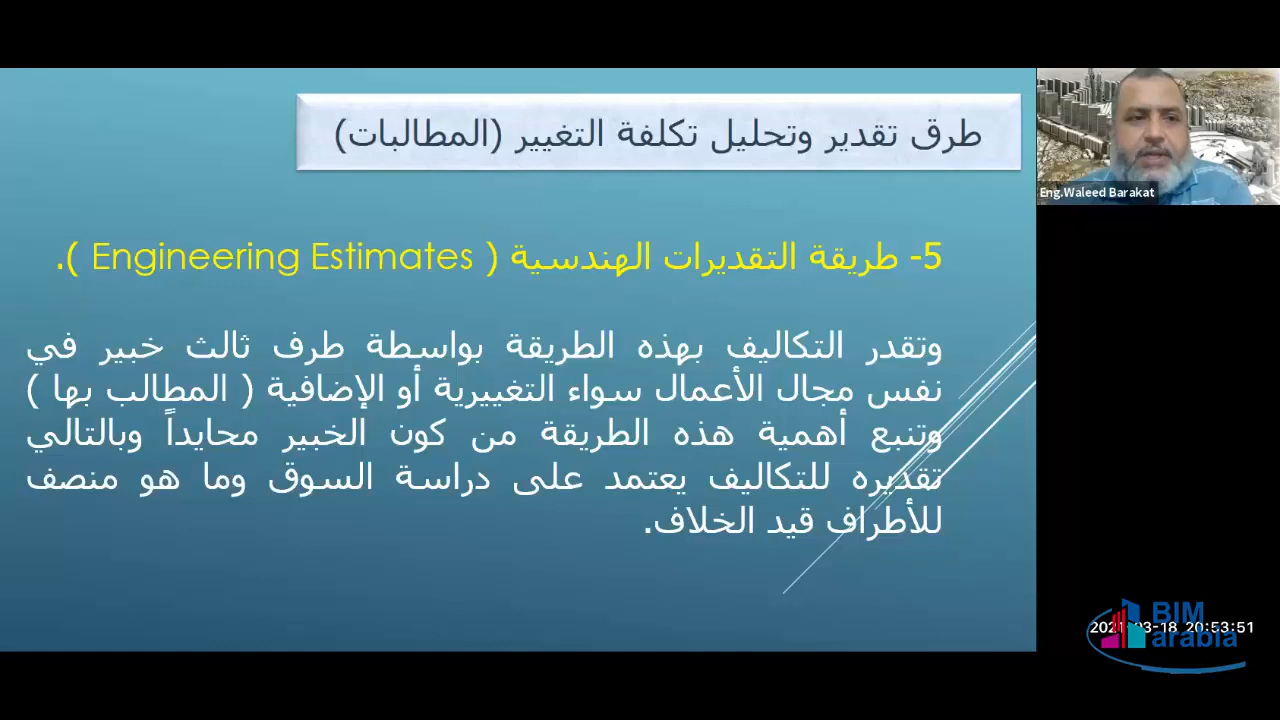 طرق تقدير وتحليل تكلفة التغيير (المطالبات)
5- طريقة التقديرات الهندسية ( Engineering Estimates ).
وتقدر التكاليف بهذه الطريقة بواسطة طرف ثالث خبير في
نفس مجال الأعمال سواء التغييرية أو الإضافية ( المطالب بها )
وتنبع أهمية هذه الطريقة من كون الخبير محايداً وبالتالي
تقديره للتكاليف يعتمد على دراسة السوق وما هو منصف
للأطراف قيد الخلاف.
Eng.Waleed Barakat
BIM
arabia
2021-03-18 20:53:51